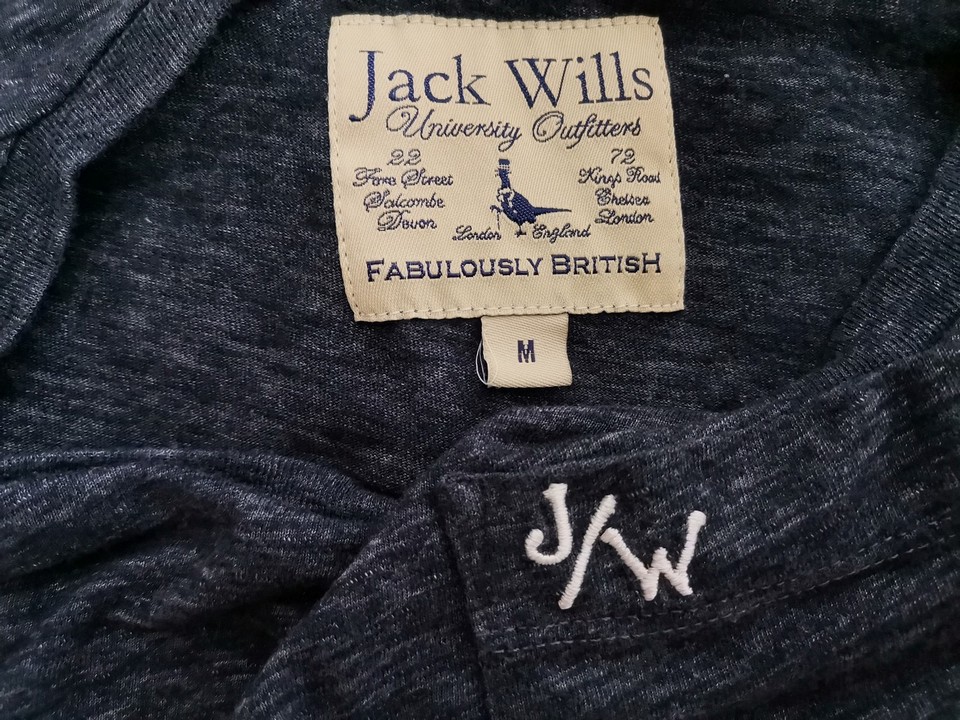 Jack Wills
University Outfitters
22
Fore Street
Salcombe
Devon
72
Kings Road
Chelsea
London
London England
FABULOUSLY BRITISH
M
J/W